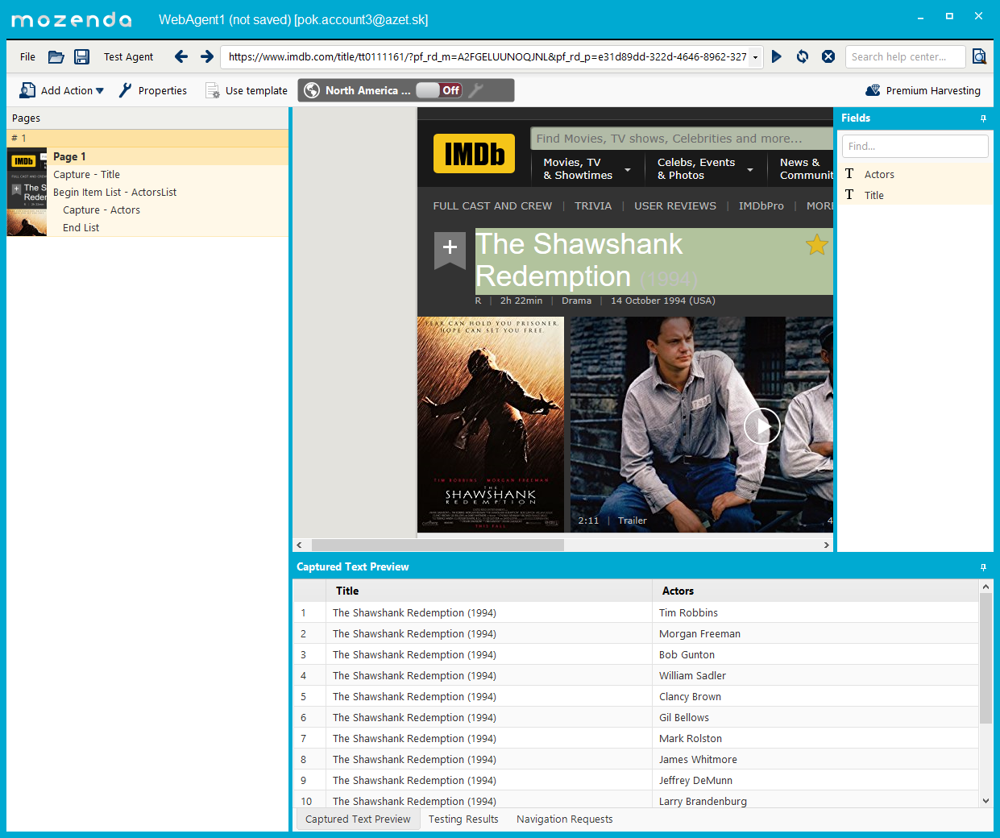 mozenda WebAgent1 (not saved) [pok.account3@azet.sk]
File Test Agent https://www.imdb.com/title/tt0111161/?pf_rd_m=A2FGELUUNOQJNL&pf_rd_p=e31d89dd-322d-4646-8962-327 Search help center...
Add Action Properties Use template North America ... Off Premium Harvesting
Pages
# 1
Page 1
Capture - Title
Begin Item List - ActorsList
Capture - Actors
End List
IMDb
Find Movies, TV shows, Celebrities and more...
Movies, TV
& Showtimes
Celebs, Events
& Photos
News &
Communit
FULL CAST AND CREW | TRIVIA | USER REVIEWS | IMDbPro | MOR
The Shawshank
Redemption (1994)
R | 2h 22min | Drama | 14 October 1994 (USA)
FEAR CAN HOLD YOU PRISONER.
HOPE CAN SET YOU FREE.
TIM ROBBINS · MORGAN FREEMAN
THE
SHAWSHANK
REDEMPTION
THIS FALL
2:11 | Trailer 4
Fields
Find...
T Actors
T Title
Captured Text Preview
Title Actors
1 The Shawshank Redemption (1994) Tim Robbins
2 The Shawshank Redemption (1994) Morgan Freeman
3 The Shawshank Redemption (1994) Bob Gunton
4 The Shawshank Redemption (1994) William Sadler
5 The Shawshank Redemption (1994) Clancy Brown
6 The Shawshank Redemption (1994) Gil Bellows
7 The Shawshank Redemption (1994) Mark Rolston
8 The Shawshank Redemption (1994) James Whitmore
9 The Shawshank Redemption (1994) Jeffrey DeMunn
10 The Shawshank Redemption (1994) Larry Brandenburg
Captured Text Preview Testing Results Navigation Requests